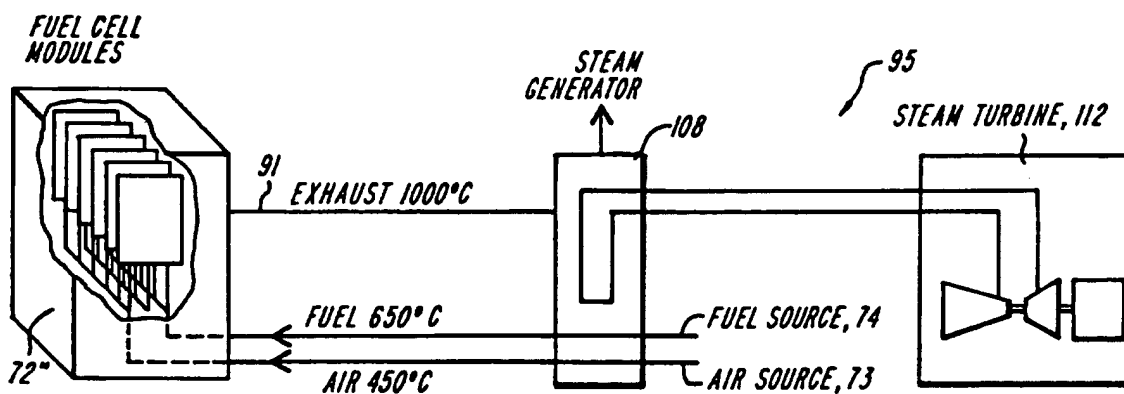 FUEL CELL
MODULES
STEAM
GENERATOR
95
108
STEAM TURBINE, 112
91
EXHAUST 1000°C
FUEL 650°C
FUEL SOURCE, 74
72"
AIR 450°C
AIR SOURCE, 73